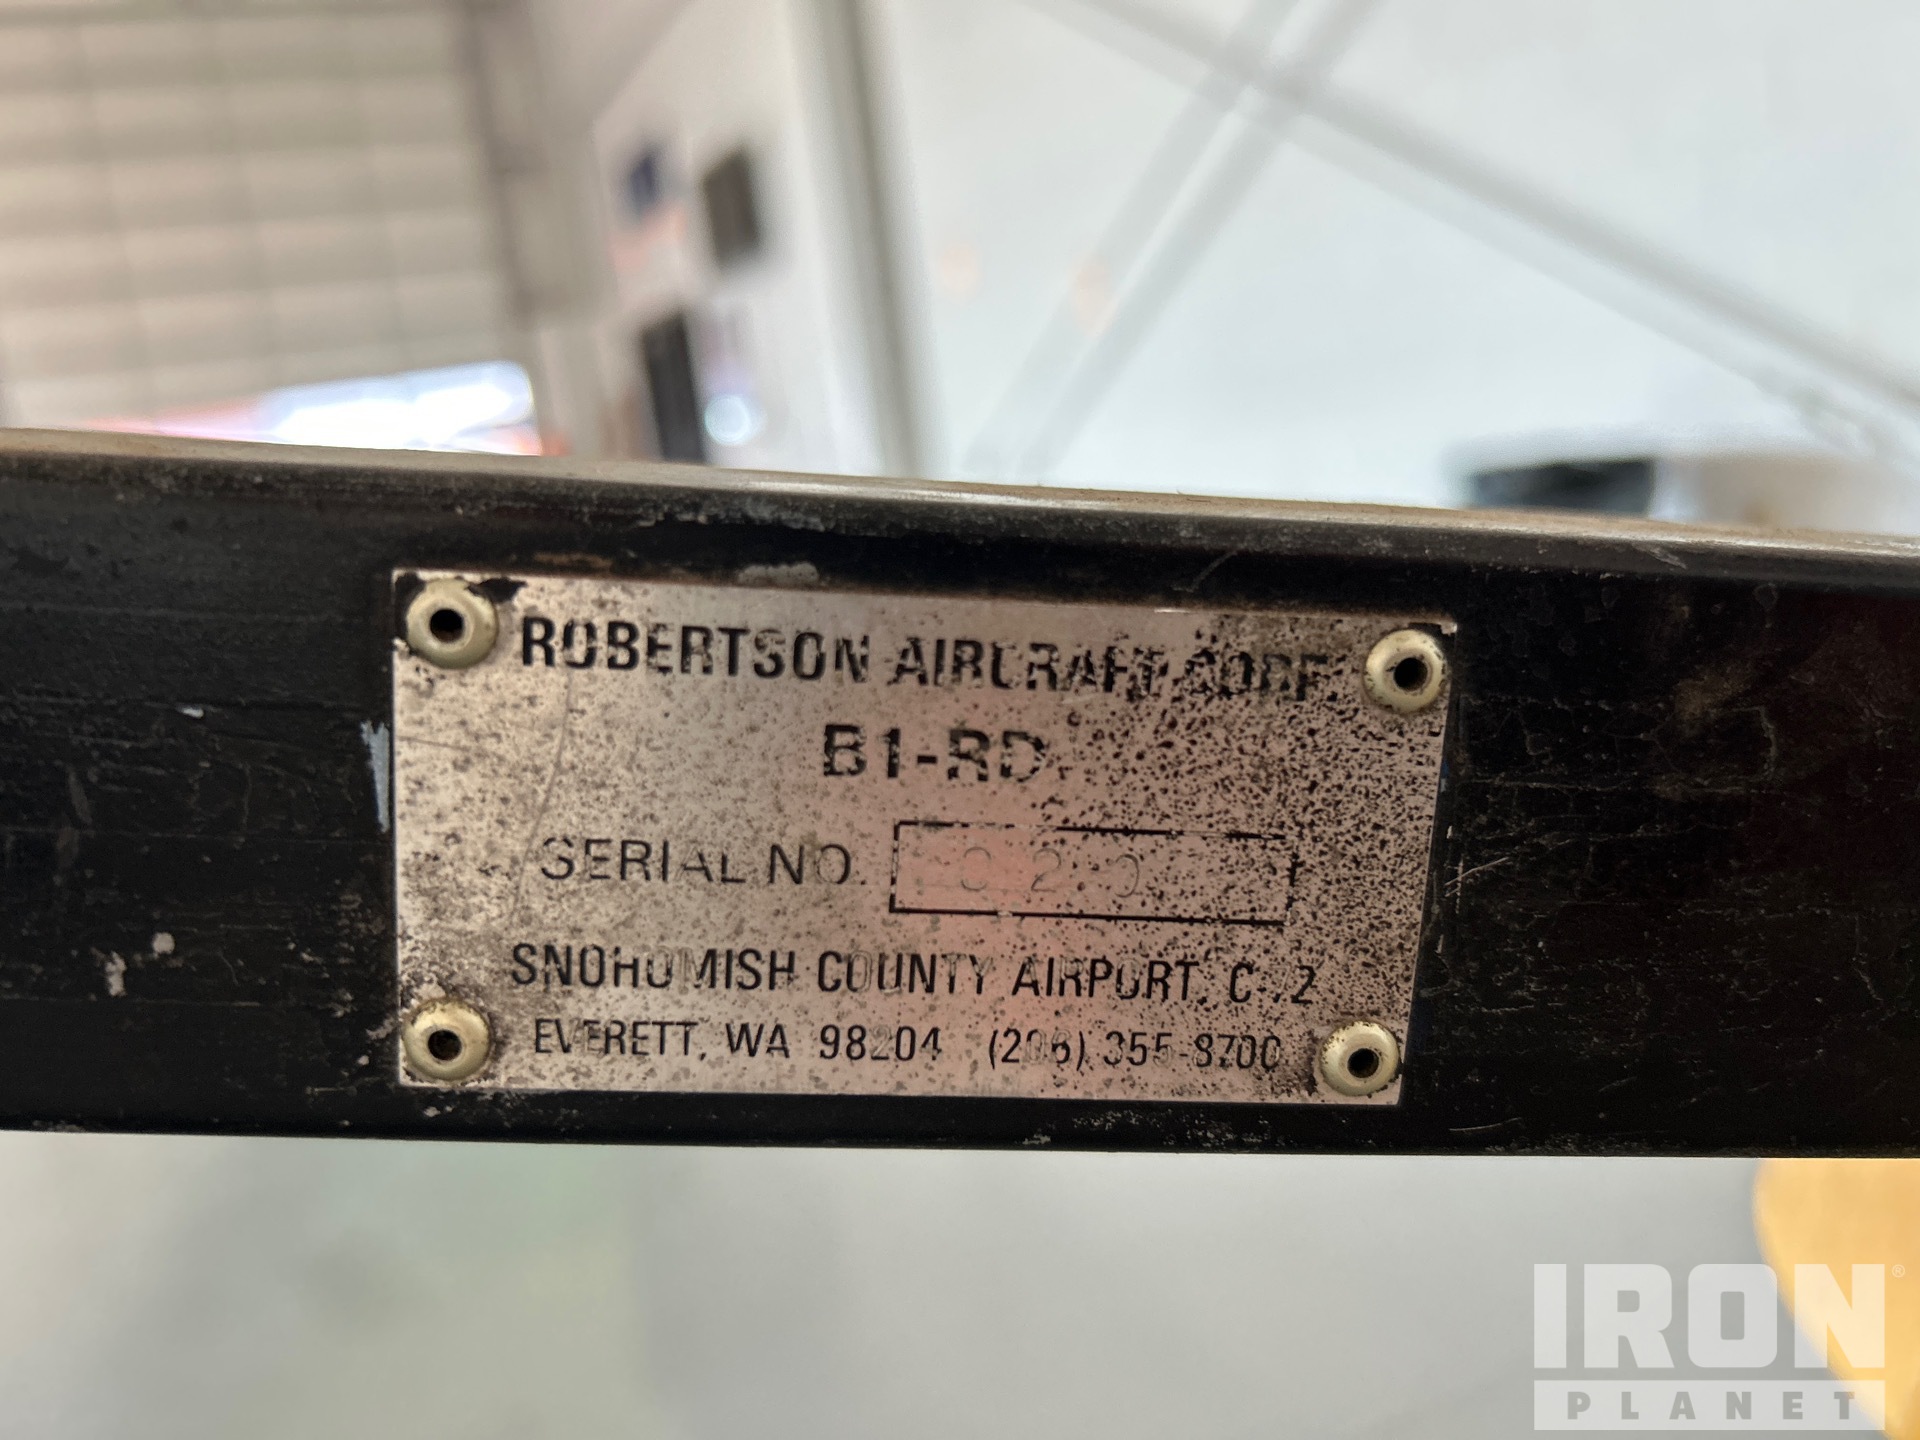 ROBERTSON AIRCRAFT CORP.
B1-RD
SERIAL NO.
SNOHOMISH COUNTY AIRPORT,
EVERETT, WA 98204 (206) 355-8700
IRON®
PLANET